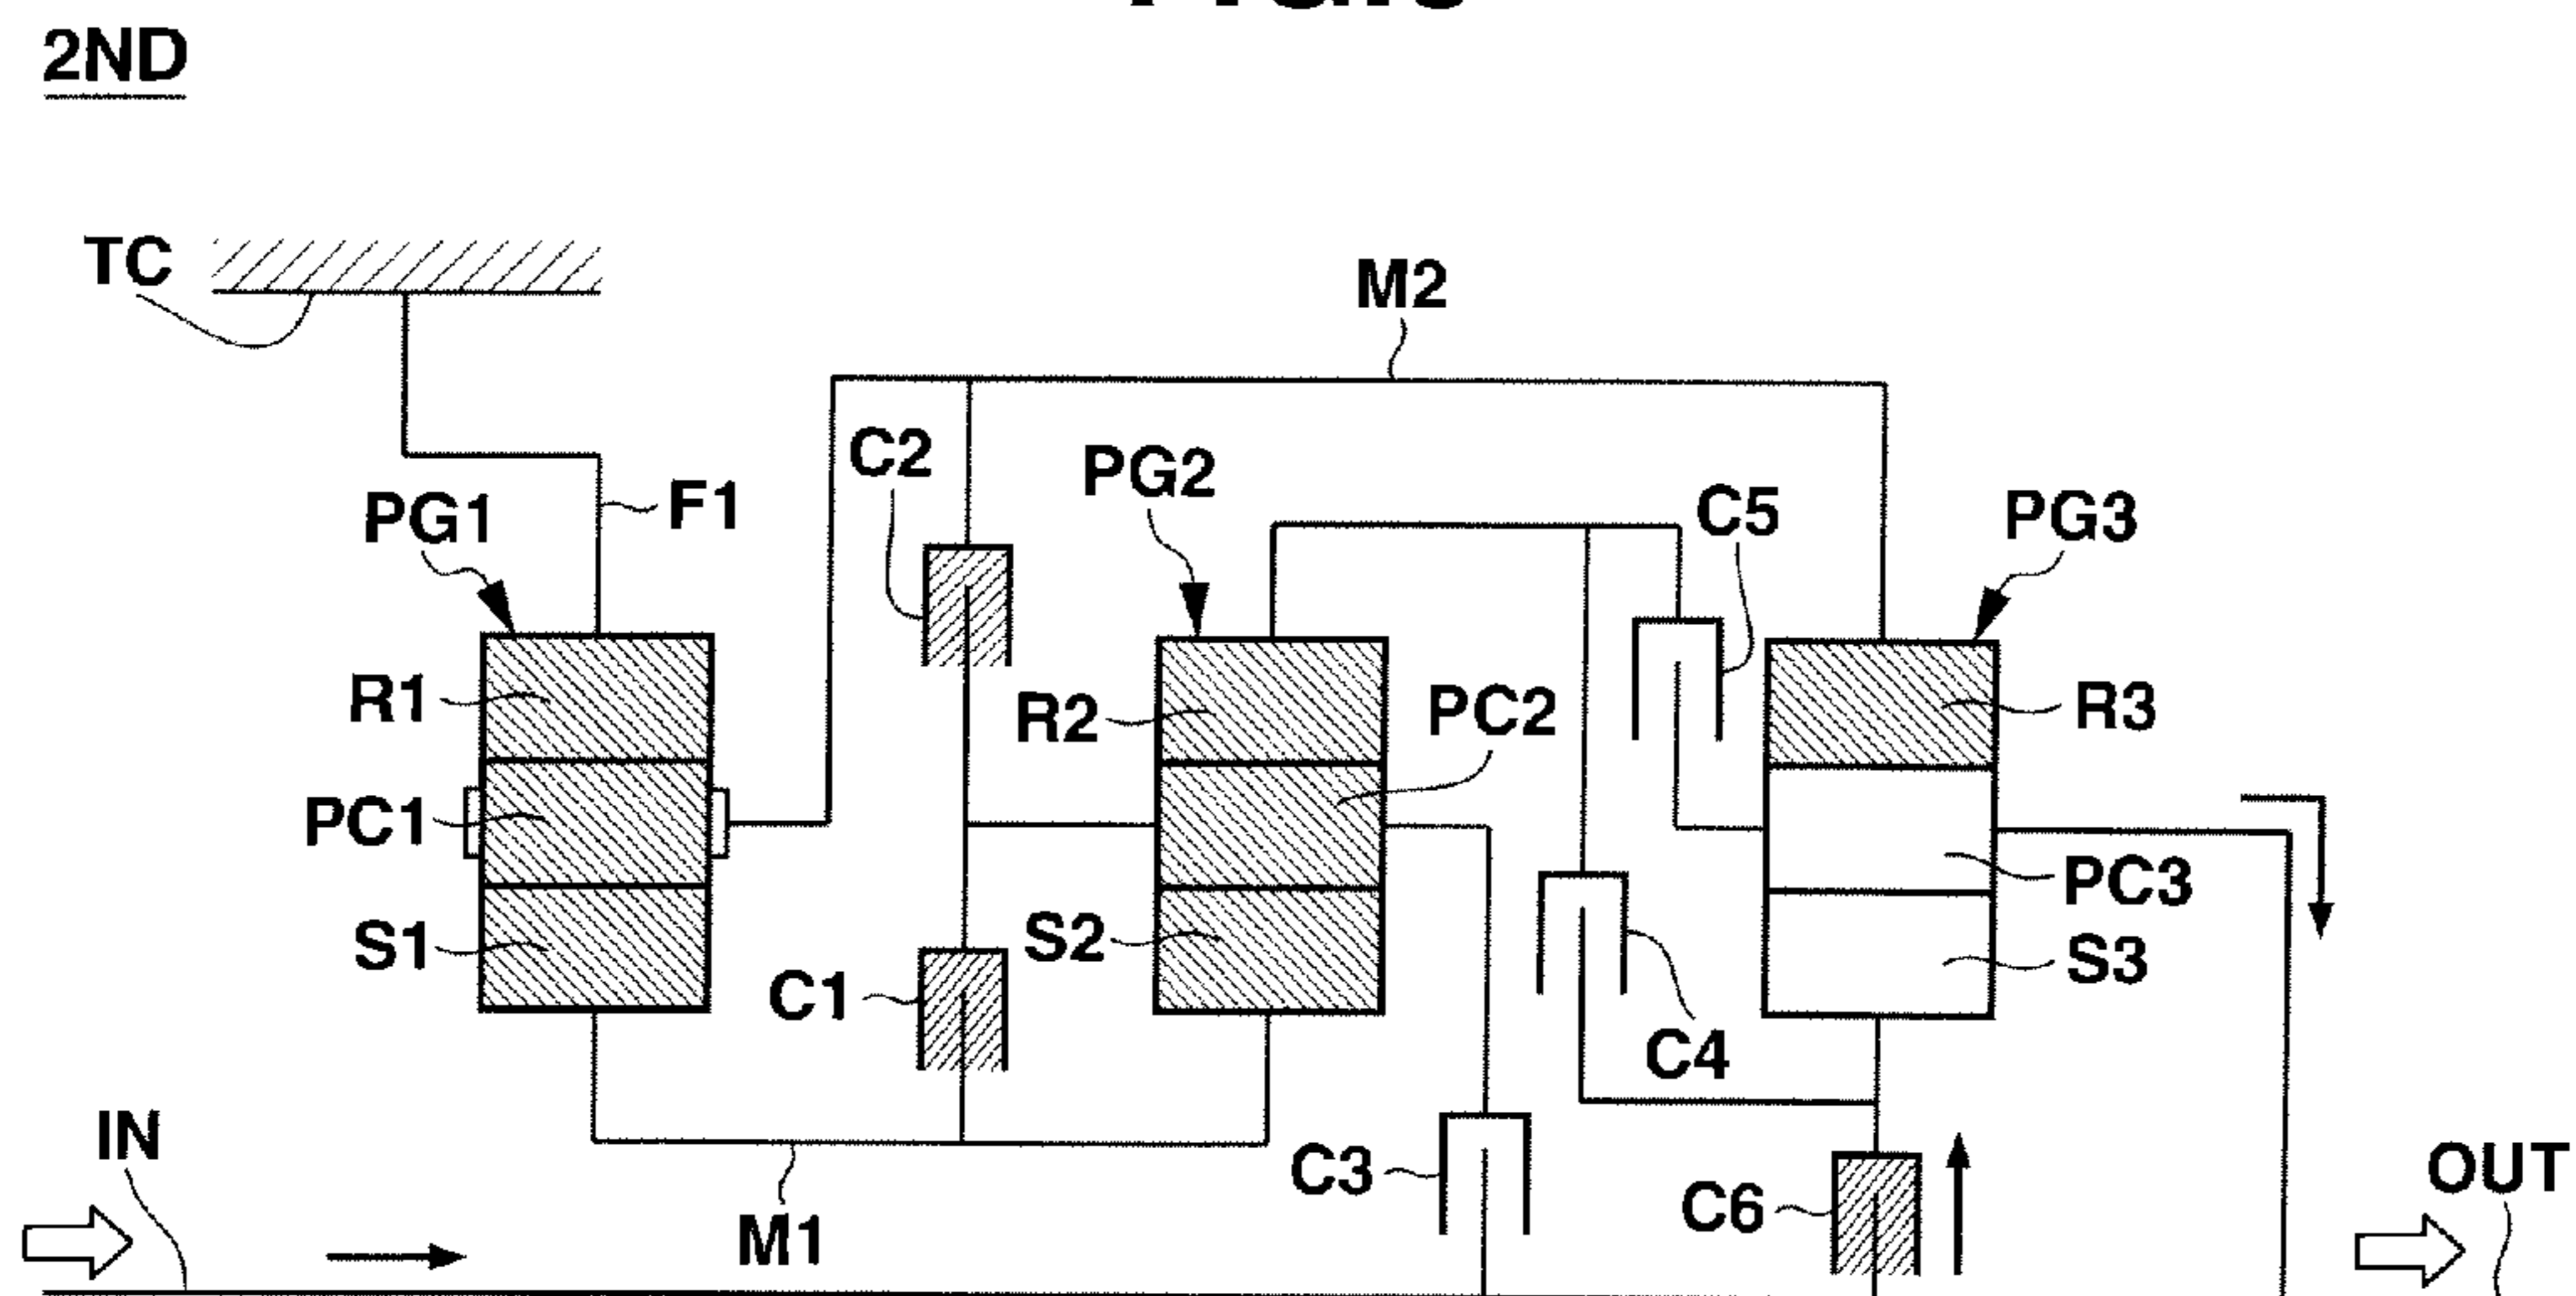 2ND
TC
M2
C2
PG2
PG1
F1
C5
PG3
R1
R2
PC2
R3
PC1
PC3
S1
S2
S3
C1
C4
IN
C3
C6
OUT
M1